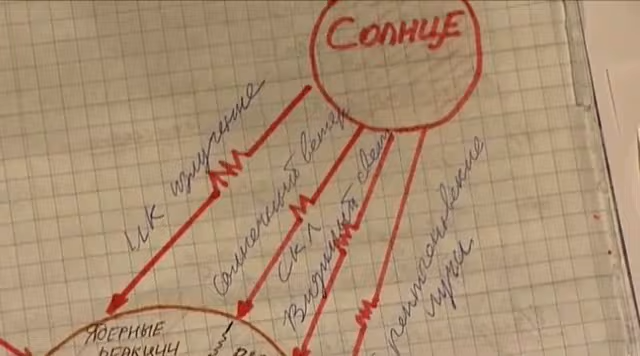 Солнце
ИК излучение
Солнечный ветер
СКЛ
Видимый свет
рентгеновские
лучи
Ядерные
реакции